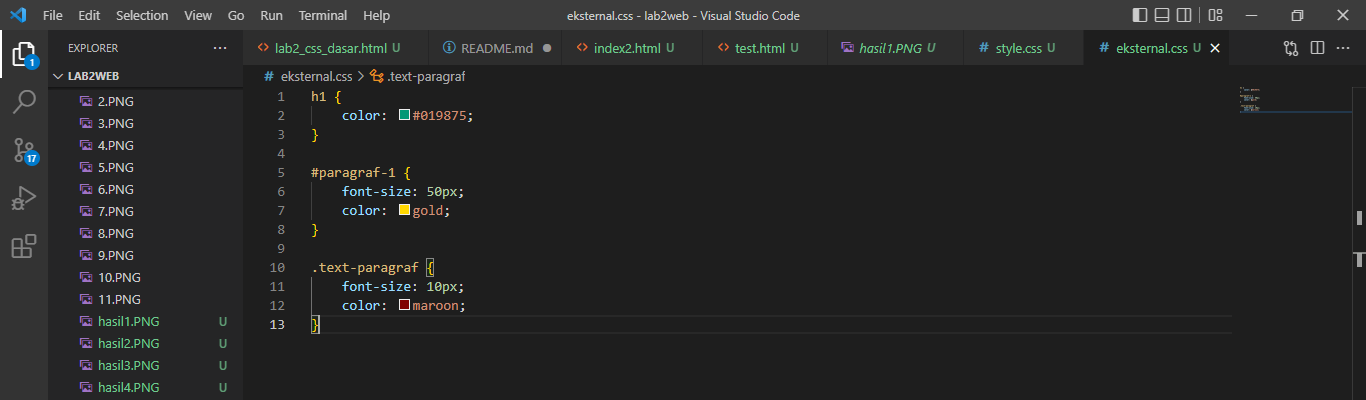 File Edit Selection View Go Run Terminal Help eksternal.css - lab2web - Visual Studio Code
EXPLORER ...
lab2_css_dasar.html U README.md index2.html U test.html U hasil1.PNG U # style.css U # eksternal.css U
LAB2WEB
# eksternal.css > .text-paragraf
1
17
2.PNG
3.PNG
4.PNG
5.PNG
6.PNG
7.PNG
8.PNG
9.PNG
10.PNG
11.PNG
hasil1.PNG U
hasil2.PNG U
hasil3.PNG U
hasil4.PNG U
1 h1 {
2 color: #019875;
3 }
4
5 #paragraf-1 {
6 font-size: 50px;
7 color: gold;
8 }
9
10 .text-paragraf {
11 font-size: 10px;
12 color: maroon;
13 }